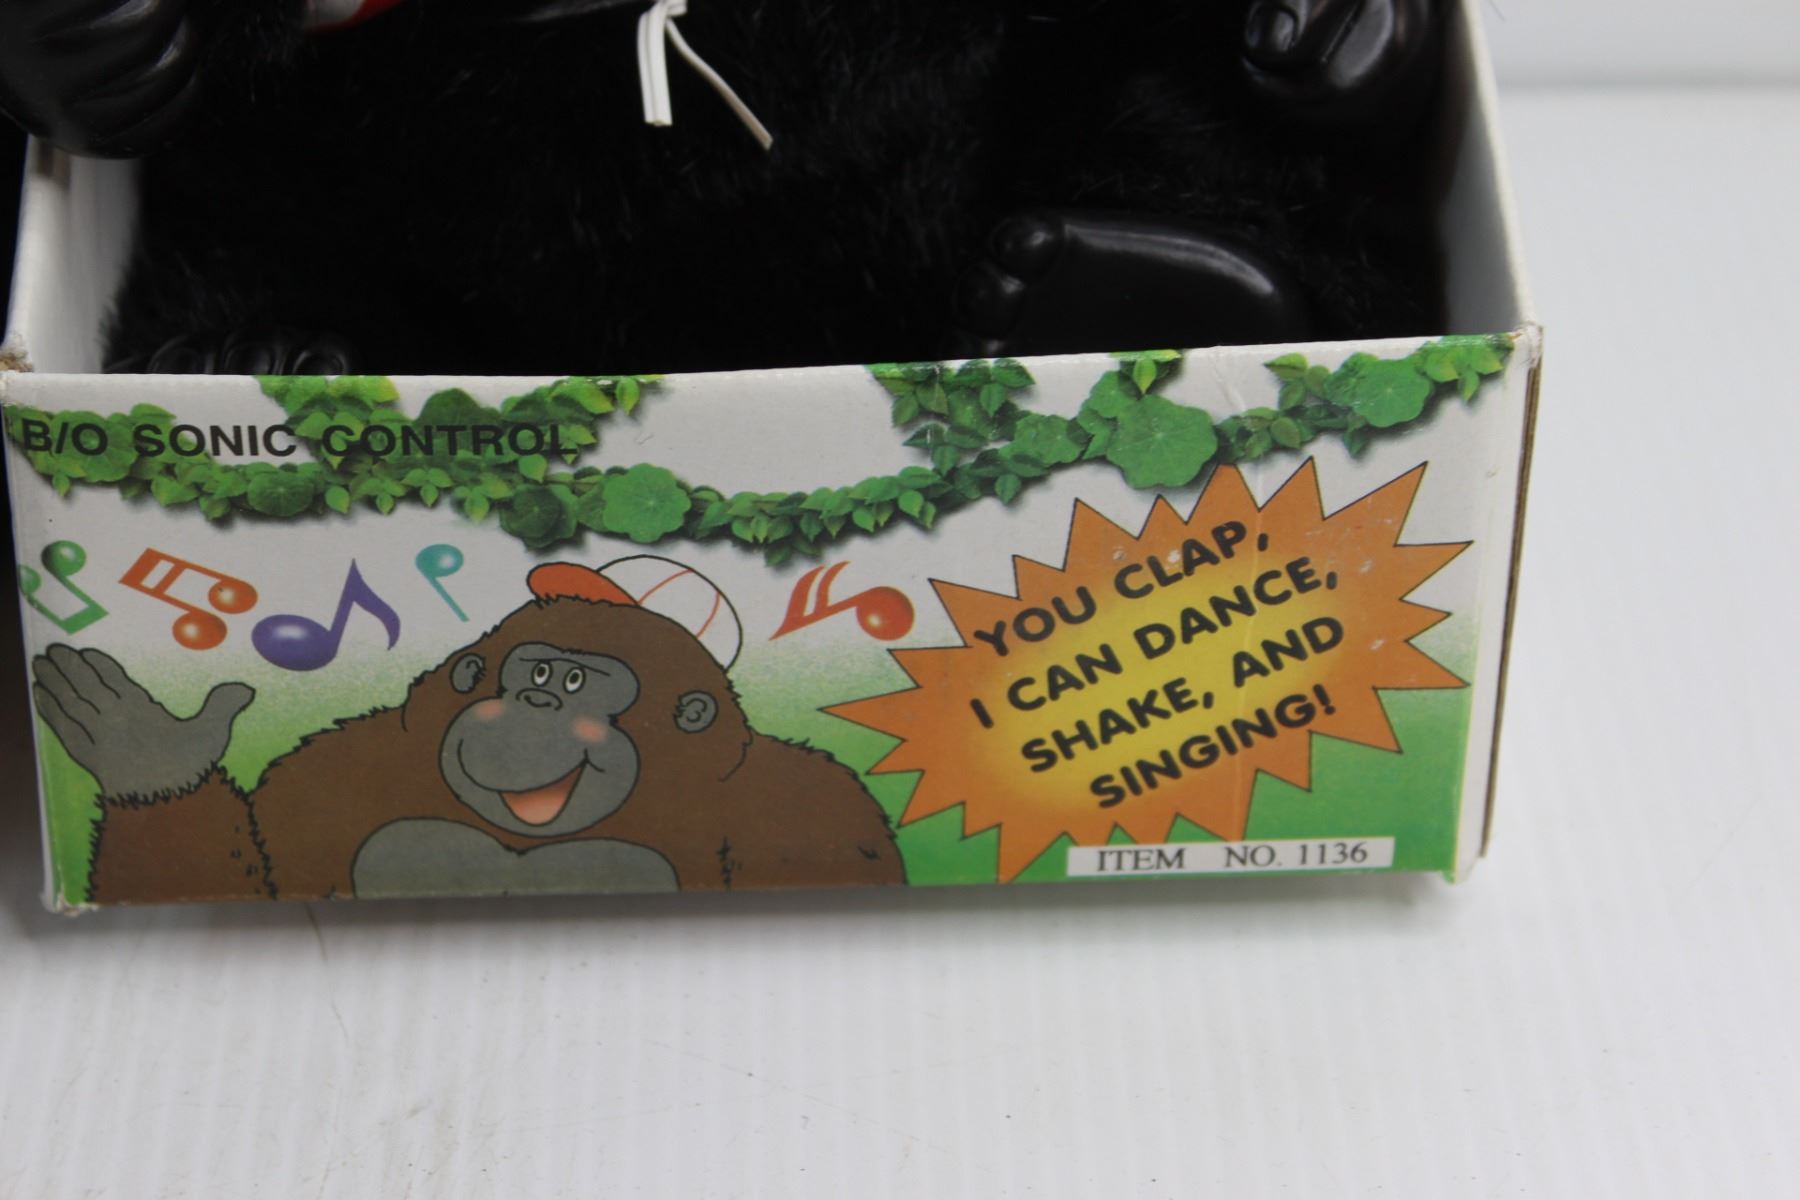 B/O SONIC CONTROL
YOU CLAP,
I CAN DANCE,
SHAKE, AND
SINGING!
ITEM NO. 1136